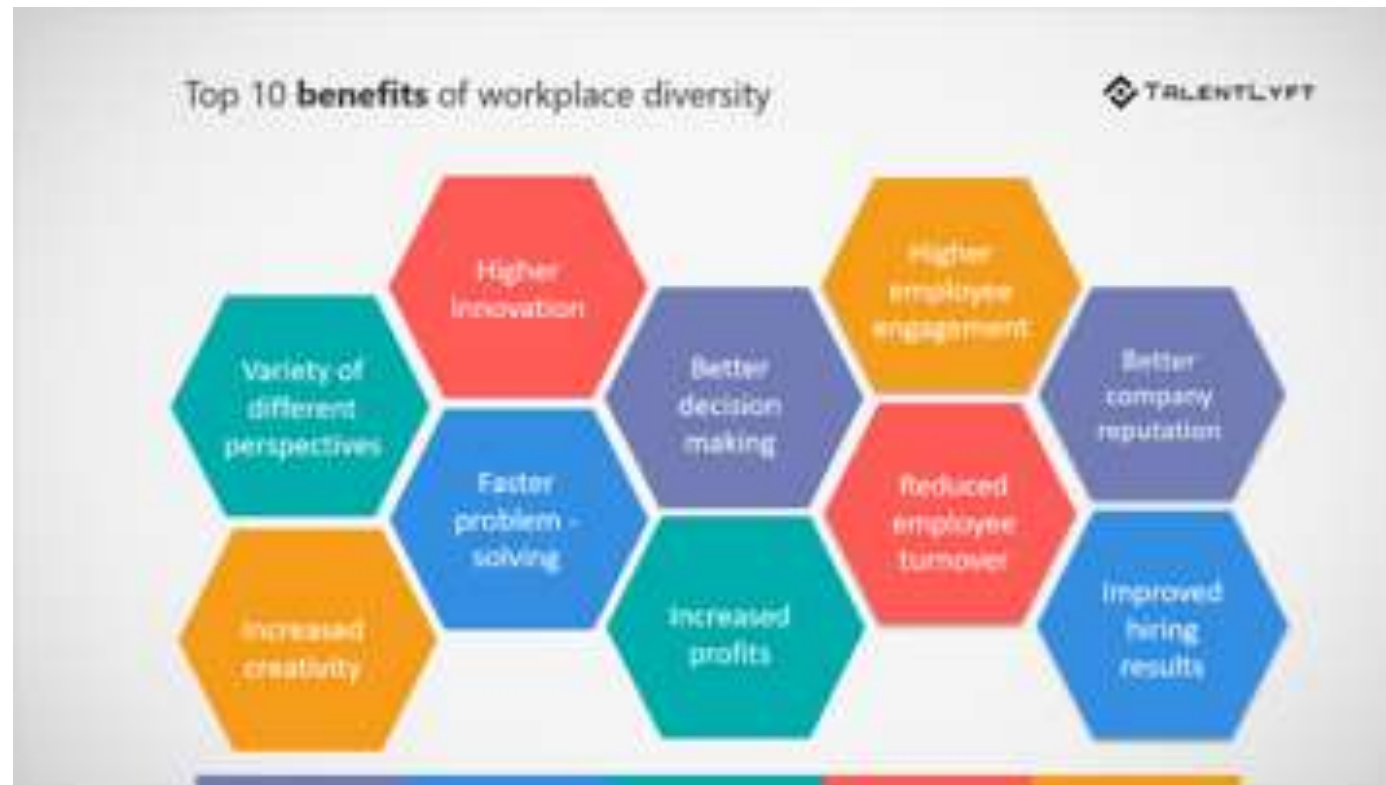 Top 10 benefits of workplace diversity
TALENTLYFT
Variety of
different
perspectives
Increased
creativity
Higher
Innovation
Faster
problem -
solving
Better
decision
making
Increased
profits
Higher
employee
engagement
Reduced
employee
turnover
Better
company
reputation
Improved
hiring
results